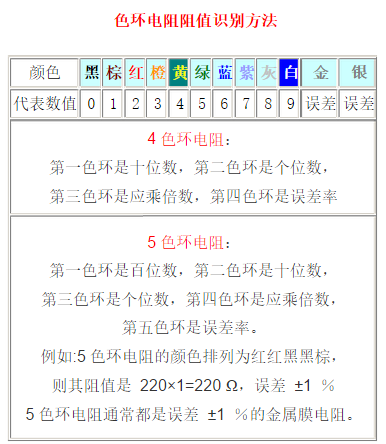 色环电阻阻值识别方法
颜色 黑 棕 红 橙 黄 绿 蓝 紫 灰 白 金 银
代表数值 0 1 2 3 4 5 6 7 8 9 误差 误差
4 色环电阻：
第一色环是十位数，第二色环是个位数，
第三色环是应乘倍数，第四色环是误差率
5 色环电阻：
第一色环是百位数，第二色环是十位数，
第三色环是个位数，第四色环是应乘倍数，
第五色环是误差率。
例如:5 色环电阻的颜色排列为红红黑黑棕，
则其阻值是 220×1=220 Ω，误差 ±1 ％
5 色环电阻通常都是误差 ±1 ％的金属膜电阻。